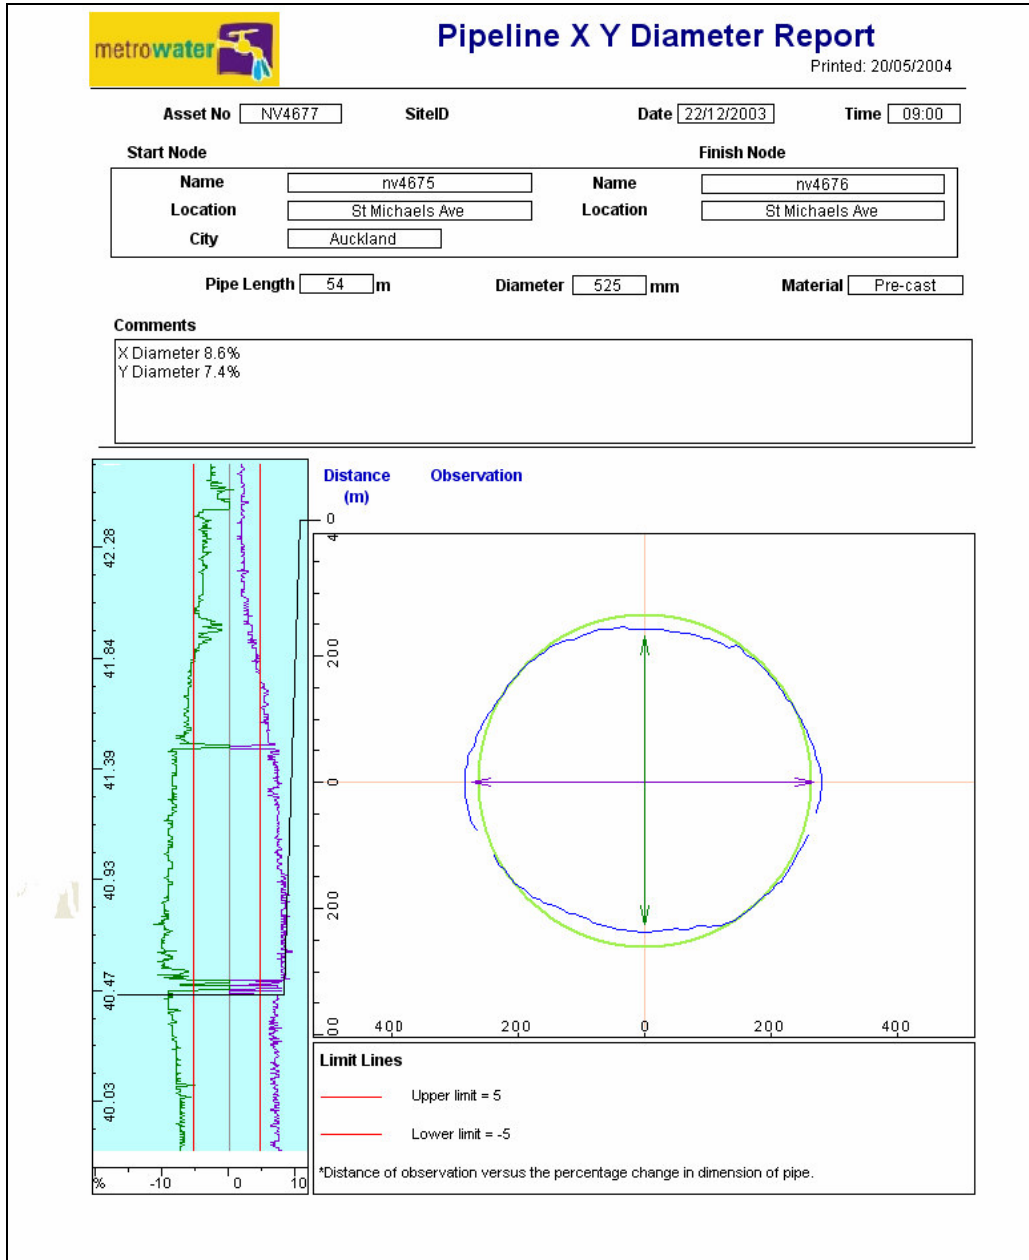 metrowater
Pipeline X Y Diameter Report
Printed: 20/05/2004
Asset No NV4677 SiteID Date 22/12/2003 Time 09:00
Start Node Finish Node
Name nv4675 Name nv4676
Location St Michaels Ave Location St Michaels Ave
City Auckland
Pipe Length 54 m Diameter 525 mm Material Pre-cast
Comments
X Diameter 8.6%
Y Diameter 7.4%
Distance Observation
(m)
0
42.28
41.84
41.39
40.93
40.47
40.03
% -10 0 10
4
200
0
200
00
400 200 0 200 400
Limit Lines
Upper limit = 5
Lower limit = -5
*Distance of observation versus the percentage change in dimension of pipe.